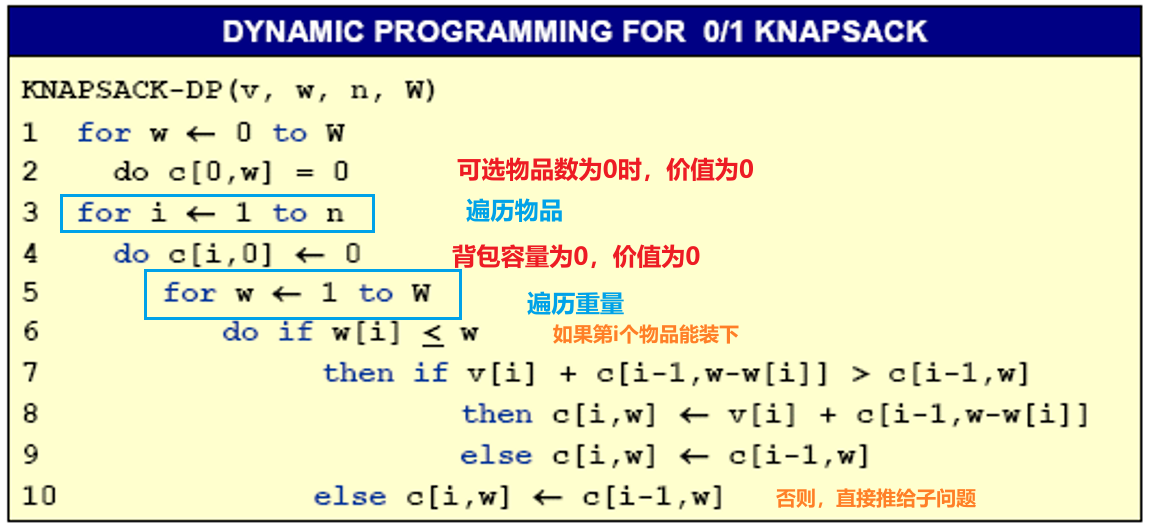 DYNAMIC PROGRAMMING FOR 0/1 KNAPSACK
KNAPSACK-DP(v, w, n, W)
1 for w ← 0 to W
2 do c[0,w] = 0 可选物品数为0时，价值为0
3 for i ← 1 to n 遍历物品
4 do c[i,0] ← 0 背包容量为0，价值为0
5 for w ← 1 to W 遍历重量
6 do if w[i] ≤ w 如果第i个物品能装下
7 then if v[i] + c[i-1,w-w[i]] > c[i-1,w]
8 then c[i,w] ← v[i] + c[i-1,w-w[i]]
9 else c[i,w] ← c[i-1,w]
10 else c[i,w] ← c[i-1,w] 否则，直接推给子问题